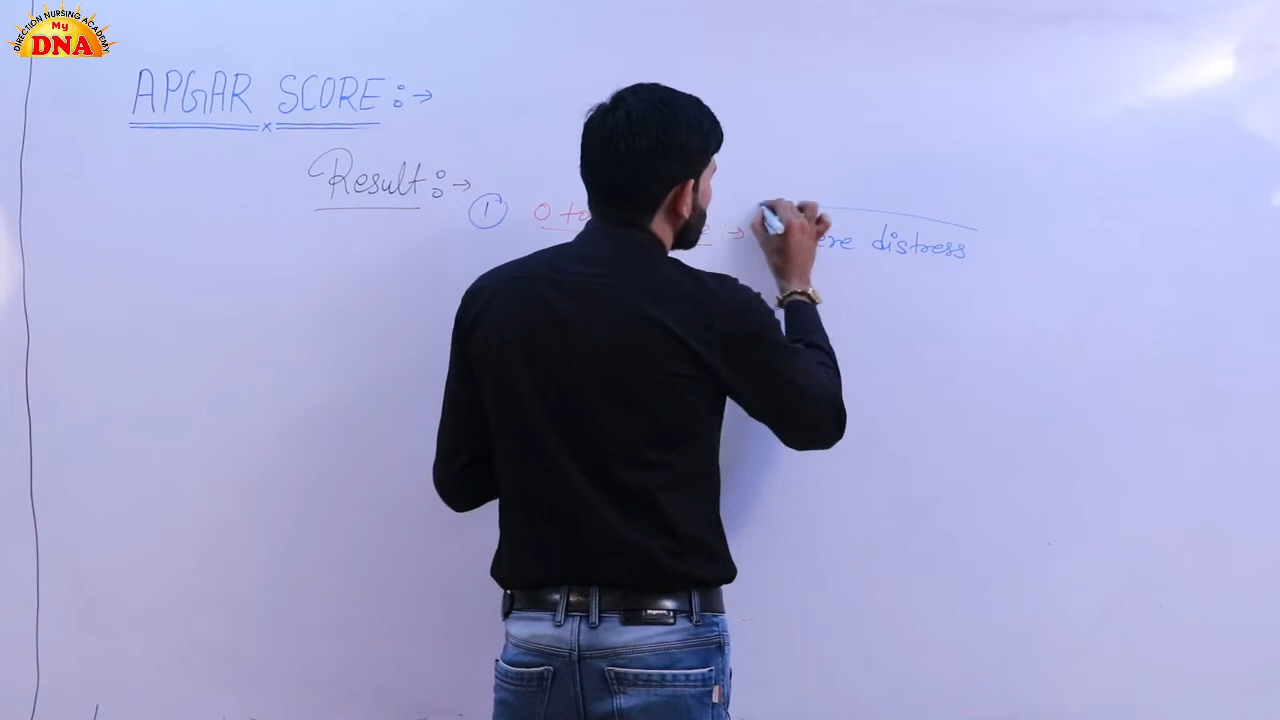 DIRECTION NURSING ACADEMY
My
DNA
APGAR SCORE :→
Result :→
① 0 to :→ distress